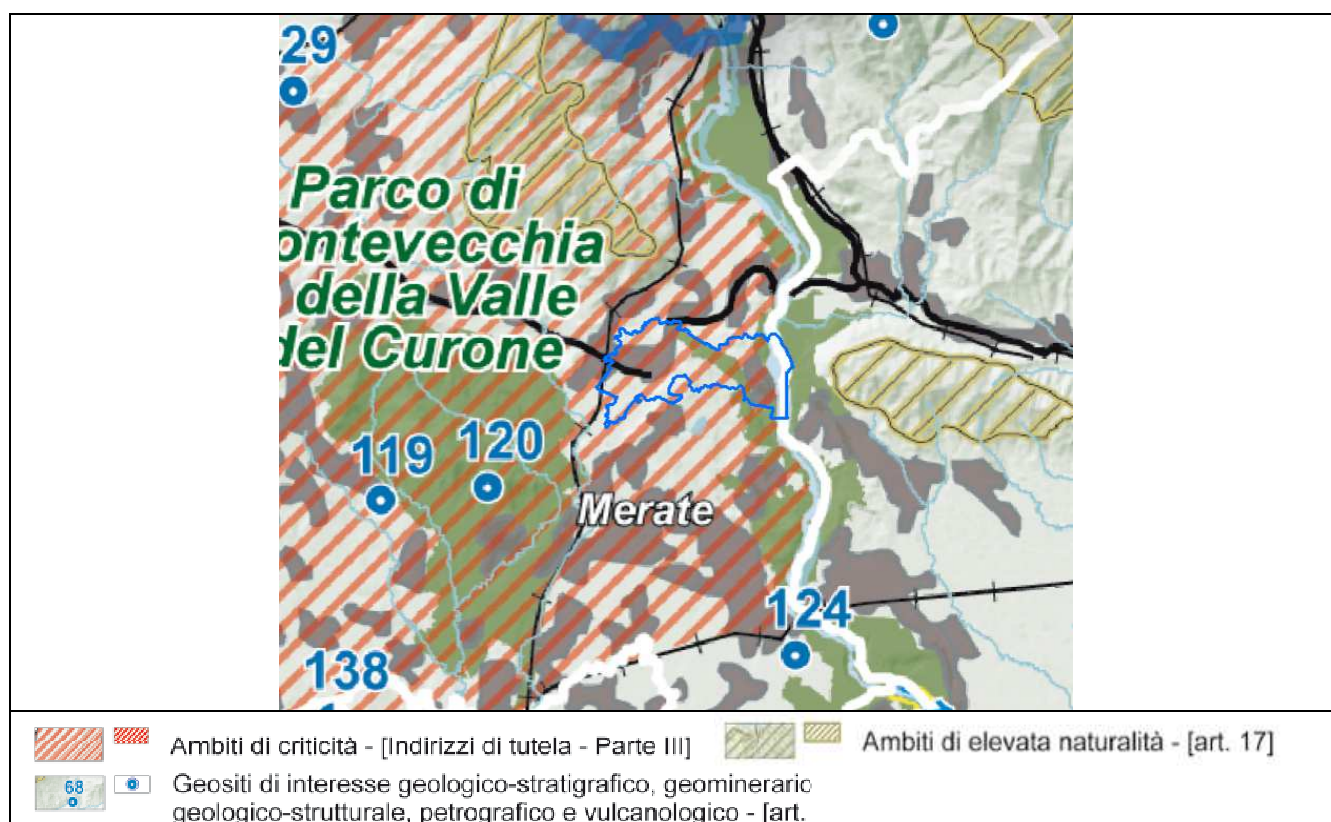 29
Parco di
ontevecchia
della Valle
del Curone
119
120
Merate
124
138
Ambiti di criticità - [Indirizzi di tutela - Parte III]
Ambiti di elevata naturalità - [art. 17]
68
Geositi di interesse geologico-stratigrafico, geominerario
geologico-strutturale, petrografico e vulcanologico - [art.